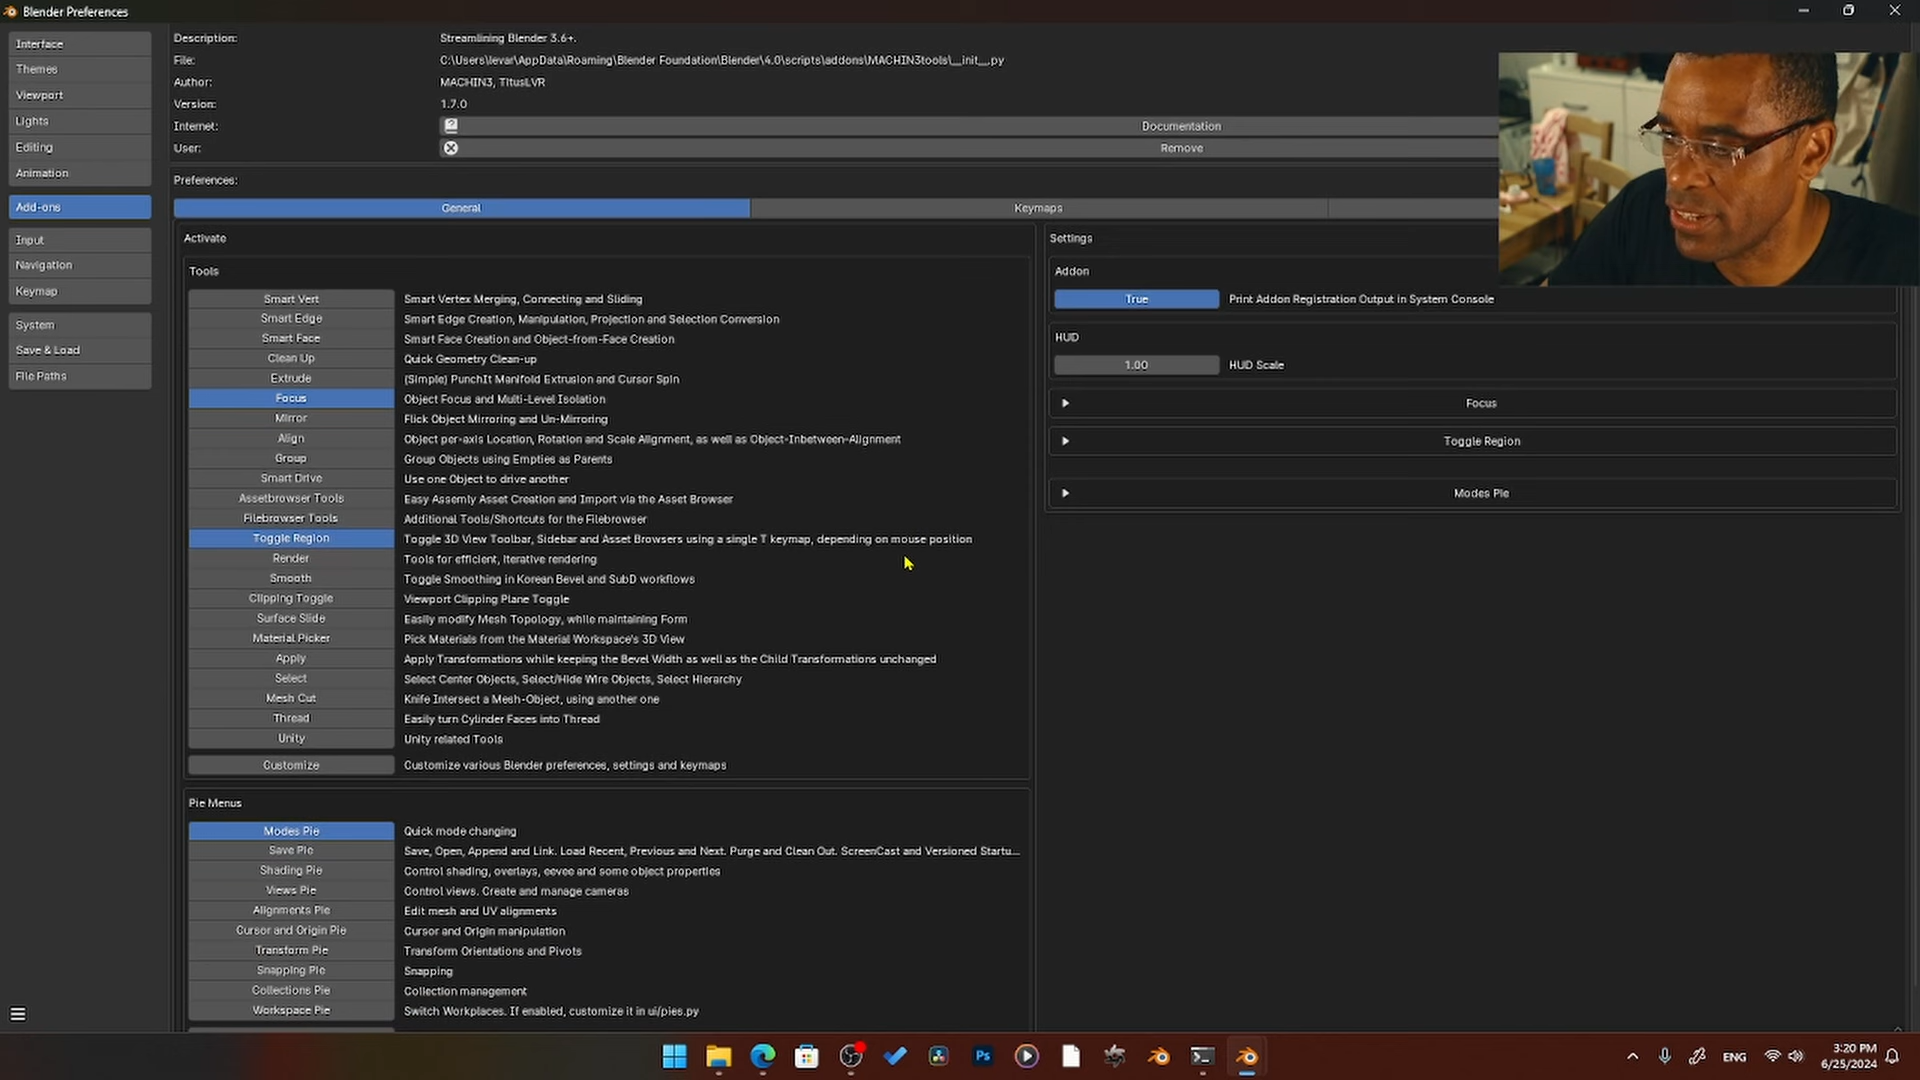 Blender Preferences
Interface
Themes
Viewport
Lights
Editing
Animation
Add-ons
Input
Navigation
Keymap
System
Save & Load
File Paths
Description: Streamlining Blender 3.6+.
File: C:\Users\levar\AppData\Roaming\Blender Foundation\Blender\4.0\scripts\addons\MACHIN3tools\__init__.py
Author: MACHIN3, TitusLVR
Version: 1.7.0
Internet: Documentation
User: Remove
Preferences:
General Keymaps
Activate
Tools
Smart Vert Smart Vertex Merging, Connecting and Sliding
Smart Edge Smart Edge Creation, Manipulation, Projection and Selection Conversion
Smart Face Smart Face Creation and Object-from-Face Creation
Clean Up Quick Geometry Clean-up
Extrude (Simple) PunchIt Manifold Extrusion and Cursor Spin
Focus Object Focus and Multi-Level Isolation
Mirror Flick Object Mirroring and Un-Mirroring
Align Object per-axis Location, Rotation and Scale Alignment, as well as Object-Inbetween-Alignment
Group Group Objects using Empties as Parents
Smart Drive Use one Object to drive another
Assetbrowser Tools Easy Assemly Asset Creation and Import via the Asset Browser
Filebrowser Tools Additional Tools/Shortcuts for the Filebrowser
Toggle Region Toggle 3D View Toolbar, Sidebar and Asset Browsers using a single T keymap, depending on mouse position
Render Tools for efficient, iterative rendering
Smooth Toggle Smoothing in Korean Bevel and SubD workflows
Clipping Toggle Viewport Clipping Plane Toggle
Surface Slide Easily modify Mesh Topology, while maintaining Form
Material Picker Pick Materials from the Material Workspace's 3D View
Apply Apply Transformations while keeping the Bevel Width as well as the Child Transformations unchanged
Select Select Center Objects, Select/Hide Wire Objects, Select Hierarchy
Mesh Cut Knife Intersect a Mesh-Object, using another one
Thread Easily turn Cylinder Faces into Thread
Unity Unity related Tools
Customize Customize various Blender preferences, settings and keymaps
Pie Menus
Modes Pie Quick mode changing
Save Pie Save, Open, Append and Link. Load Recent, Previous and Next. Purge and Clean Out. ScreenCast and Versioned Startu...
Shading Pie Control shading, overlays, eevee and some object properties
Views Pie Control views. Create and manage cameras
Alignments Pie Edit mesh and UV alignments
Cursor and Origin Pie Cursor and Origin manipulation
Transform Pie Transform Orientations and Pivots
Snapping Pie Snapping
Collections Pie Collection management
Workspace Pie Switch Workplaces. If enabled, customize it in ui/pies.py
Settings
Addon
True Print Addon Registration Output in System Console
HUD
1.00 HUD Scale
Focus
Toggle Region
Modes Pie
Ps
ENG
3:20 PM
6/25/2024